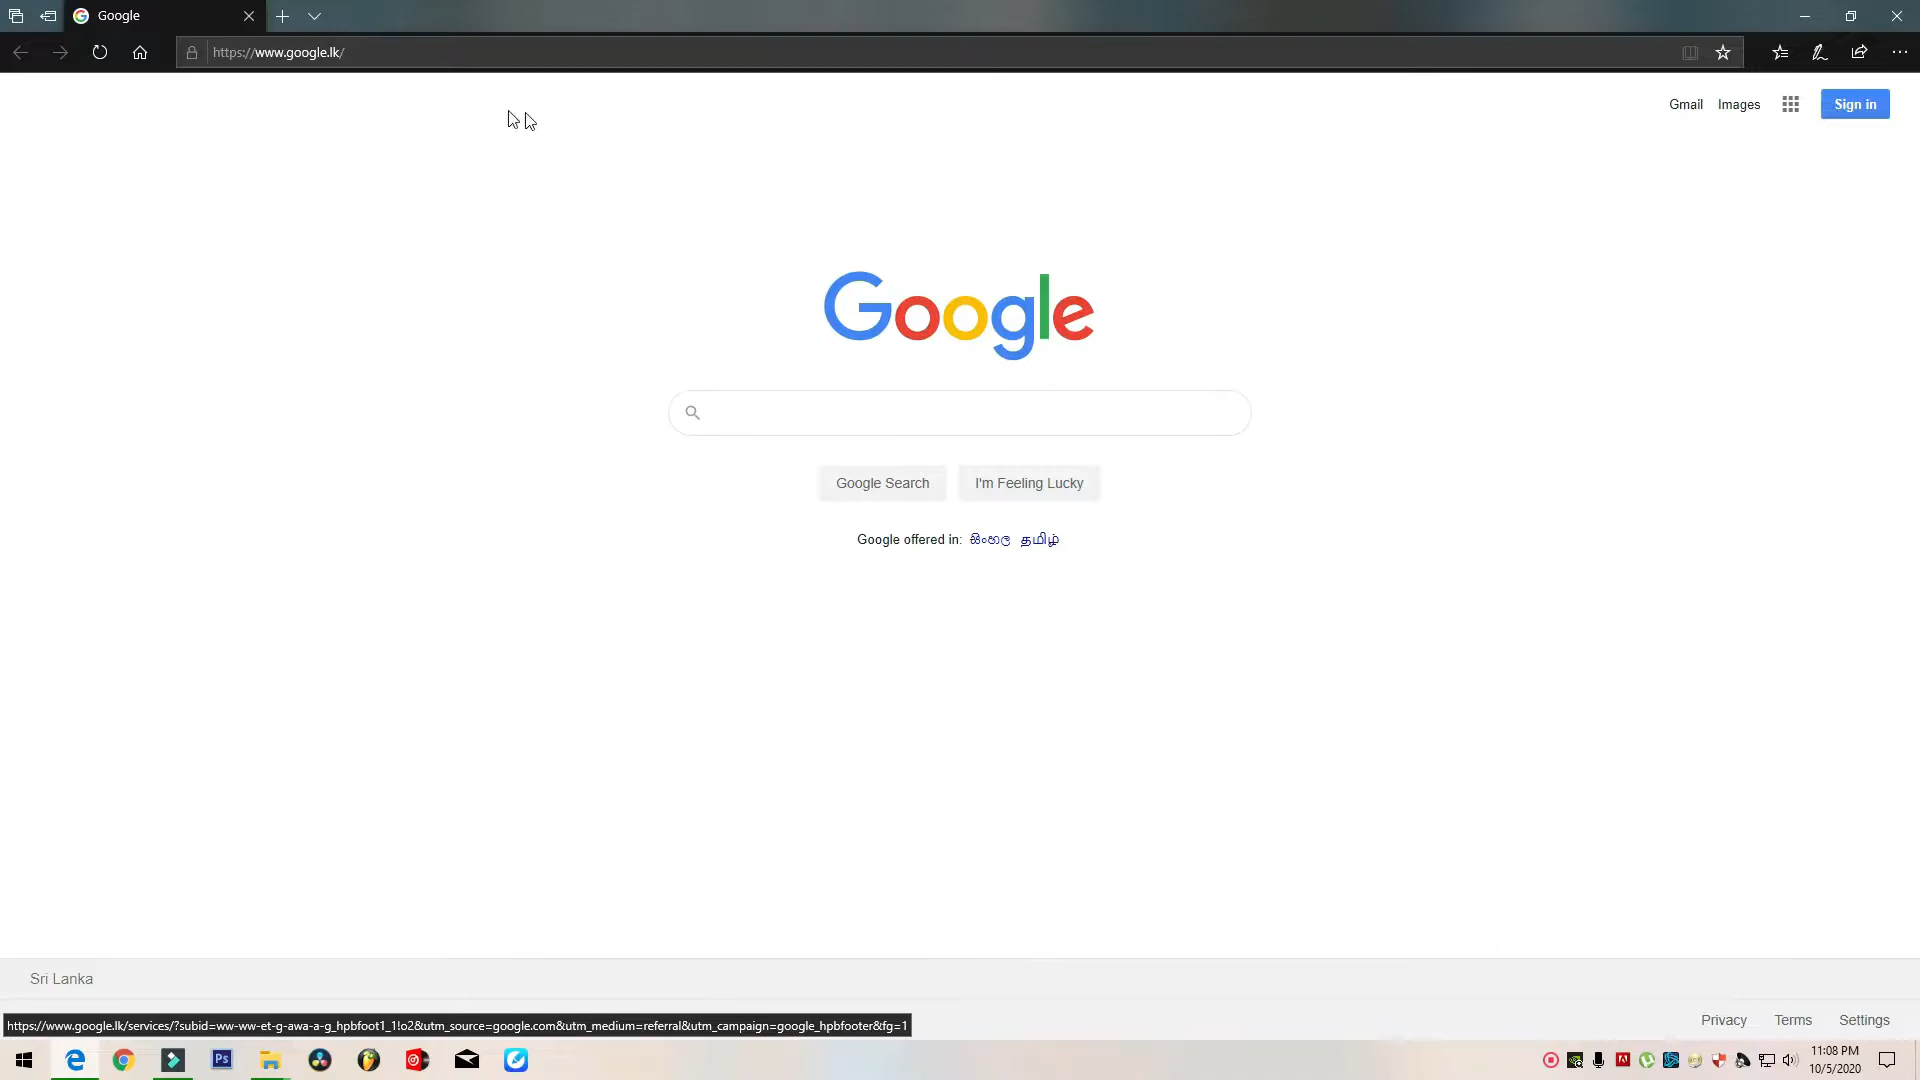 Google
https://www.google.lk/
Gmail Images Sign in
Google
Google Search I'm Feeling Lucky
Google offered in: සිංහල தமிழ்
Sri Lanka
https://www.google.lk/services/?subid=ww-ww-et-g-awa-a-g_hpbfoot1_1!o2&utm_source=google.com&utm_medium=referral&utm_campaign=google_hpbfooter&fg=1
Privacy Terms Settings
Ps
11:08 PM
10/5/2020